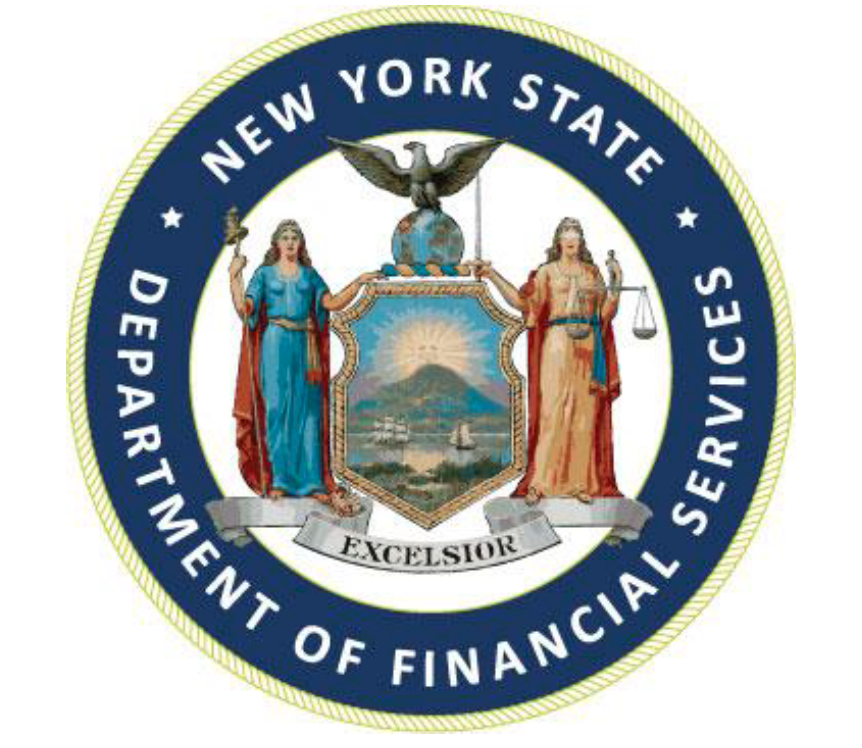 NEW YORK STATE
DEPARTMENT OF FINANCIAL SERVICES
EXCELSIOR